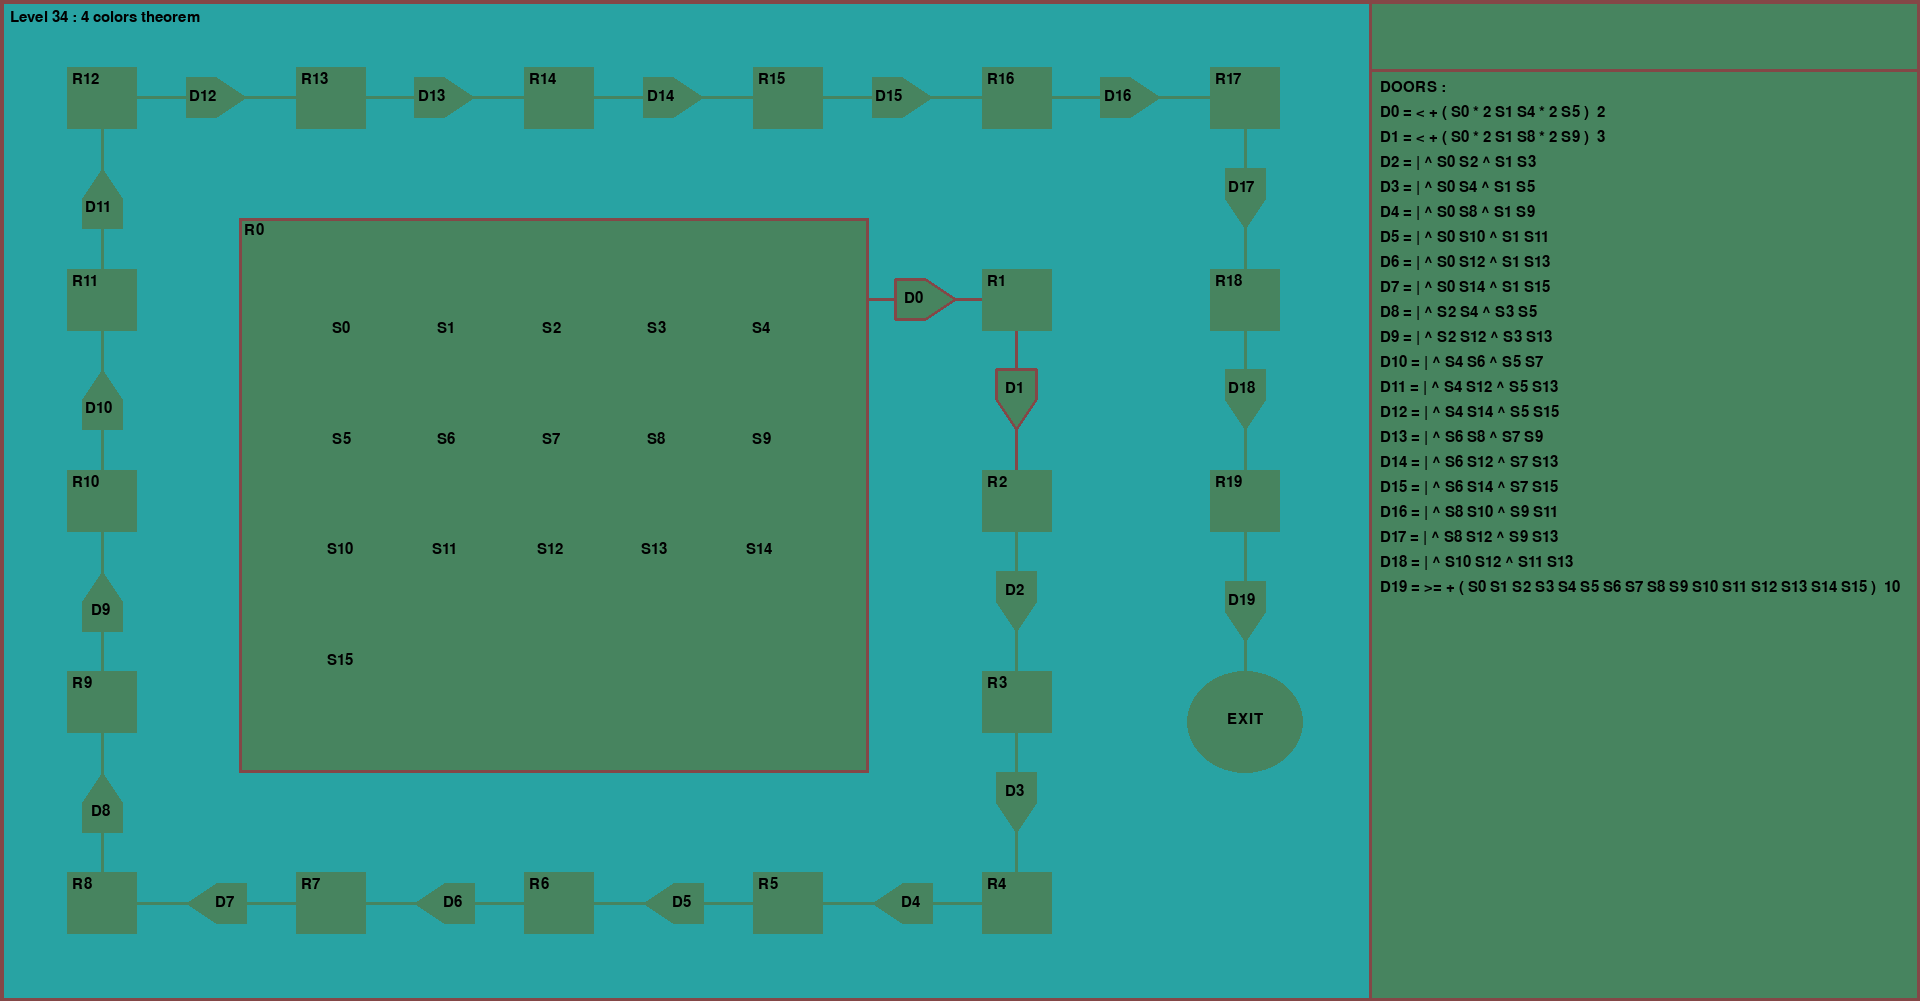 Level 34 : 4 colors theorem
R12
D12
R13
D13
R14
D14
R15
D15
R16
D16
R17
D11
D17
R0
R11
D0
R1
R18
S0 S1 S2 S3 S4
D10
D1
D18
S5 S6 S7 S8 S9
R10
R2
R19
S10 S11 S12 S13 S14
D9
D2
D19
S15
R9
R3
EXIT
D8
D3
R8
D7
R7
D6
R6
D5
R5
D4
R4
DOORS :
D0 = < + ( S0 * 2 S1 S4 * 2 S5 ) 2
D1 = < + ( S0 * 2 S1 S8 * 2 S9 ) 3
D2 = | ^ S0 S2 ^ S1 S3
D3 = | ^ S0 S4 ^ S1 S5
D4 = | ^ S0 S8 ^ S1 S9
D5 = | ^ S0 S10 ^ S1 S11
D6 = | ^ S0 S12 ^ S1 S13
D7 = | ^ S0 S14 ^ S1 S15
D8 = | ^ S2 S4 ^ S3 S5
D9 = | ^ S2 S12 ^ S3 S13
D10 = | ^ S4 S6 ^ S5 S7
D11 = | ^ S4 S12 ^ S5 S13
D12 = | ^ S4 S14 ^ S5 S15
D13 = | ^ S6 S8 ^ S7 S9
D14 = | ^ S6 S12 ^ S7 S13
D15 = | ^ S6 S14 ^ S7 S15
D16 = | ^ S8 S10 ^ S9 S11
D17 = | ^ S8 S12 ^ S9 S13
D18 = | ^ S10 S12 ^ S11 S13
D19 = >= + ( S0 S1 S2 S3 S4 S5 S6 S7 S8 S9 S10 S11 S12 S13 S14 S15 ) 10